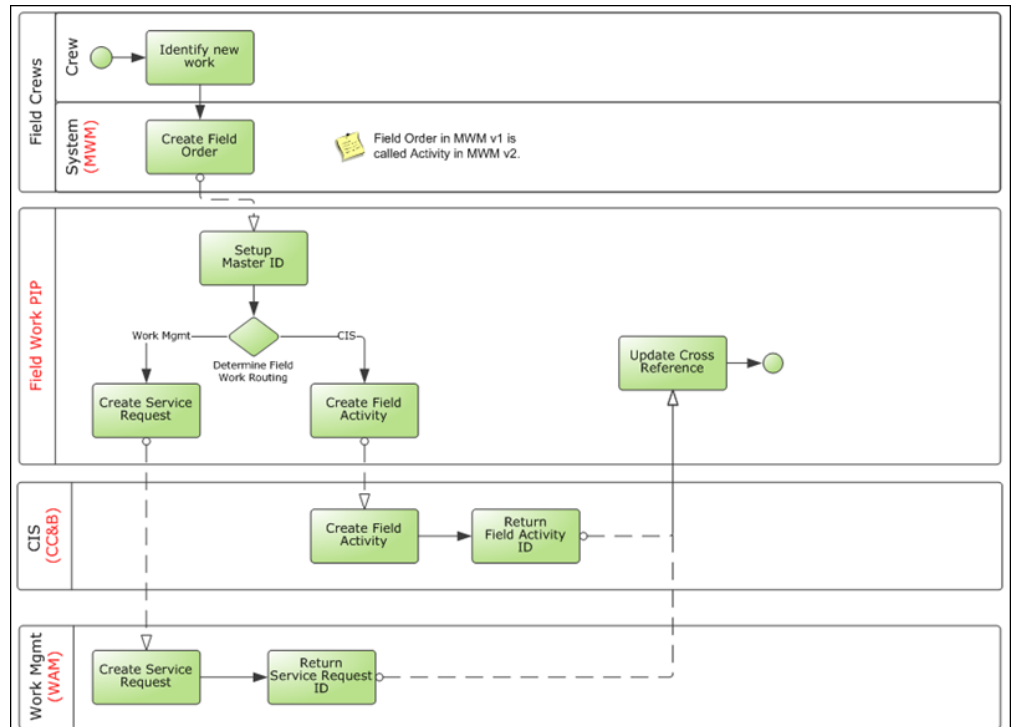 Field Crews
Crew
Identify new
work
System
(MWM)
Create Field
Order
Field Order in MWM v1 is
called Activity in MWM v2.
Field Work PIP
Setup
Master ID
Work Mgmt
CIS
Determine Field
Work Routing
Create Service
Request
Create Field
Activity
Update Cross
Reference
CIS
(CC&B)
Create Field
Activity
Return
Field Activity
ID
Work Mgmt
(WAM)
Create Service
Request
Return
Service Request
ID